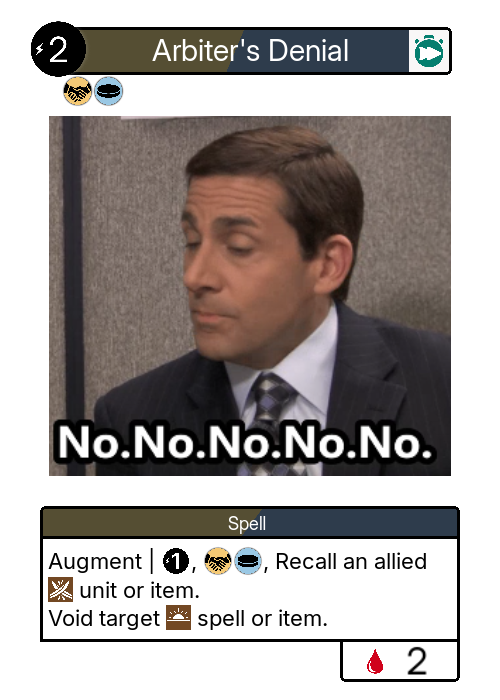 2
Arbiter's Denial
No.No.No.No.No.
Spell
Augment | 1, , Recall an allied
unit or item.
Void target spell or item.
2